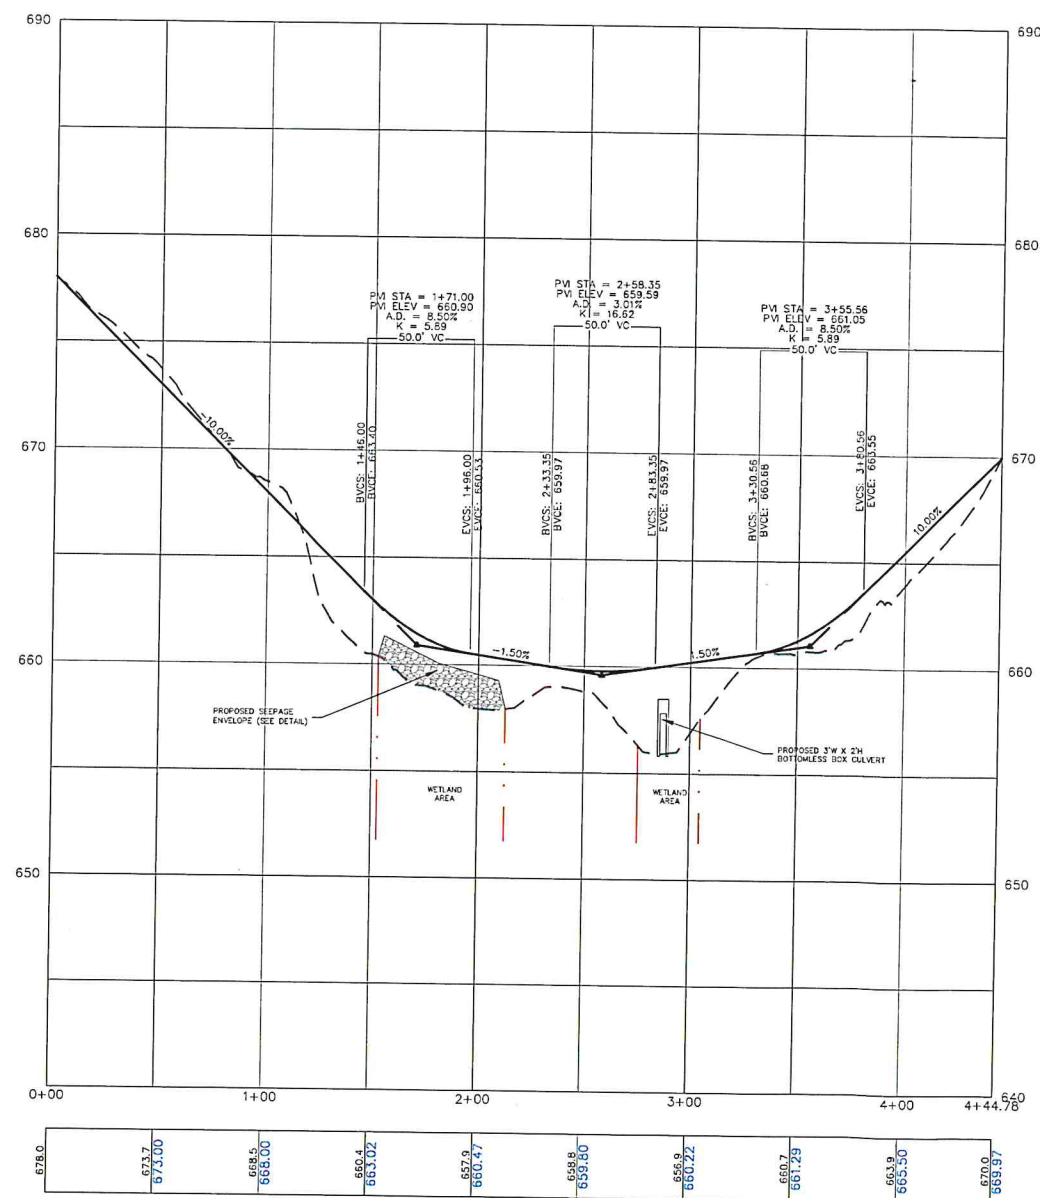 690
690
680
680
PVI STA = 1+71.00
PVI ELEV = 660.90
A.D. = 8.50%
K = 5.89
50.0' VC
PVI STA = 2+58.35
PVI ELEV = 659.59
A.D. = 3.01%
K = 16.62
50.0' VC
PVI STA = 3+55.56
PVI ELEV = 661.05
A.D. = 8.50%
K = 5.89
50.0' VC
-10.00%
BVCS: 1+46.00
BVCE: 663.40
EVCS: 1+96.00
EVCE: 660.53
BVCS: 2+33.35
BVCE: 659.97
EVCS: 2+83.35
EVCE: 659.97
BVCS: 3+30.56
BVCE: 660.68
EVCS: 3+80.56
EVCE: 663.55
10.00%
670
670
660
660
-1.50%
1.50%
PROPOSED SEEPAGE
ENVELOPE (SEE DETAIL)
PROPOSED 3'W X 2'H
BOTTOMLESS BOX CULVERT
WETLAND
AREA
WETLAND
AREA
650
650
640
0+00
1+00
2+00
3+00
4+00
4+44.78
678.0
673.7
673.00
668.5
668.00
660.4
663.02
657.9
660.47
658.8
659.80
656.9
660.22
660.7
661.29
663.9
665.50
670.0
669.97